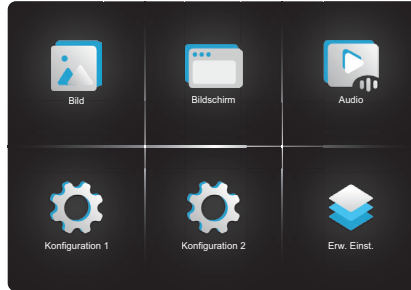 Bild
Bildschirm
Audio
Konfiguration 1
Konfiguration 2
Erw. Einst.